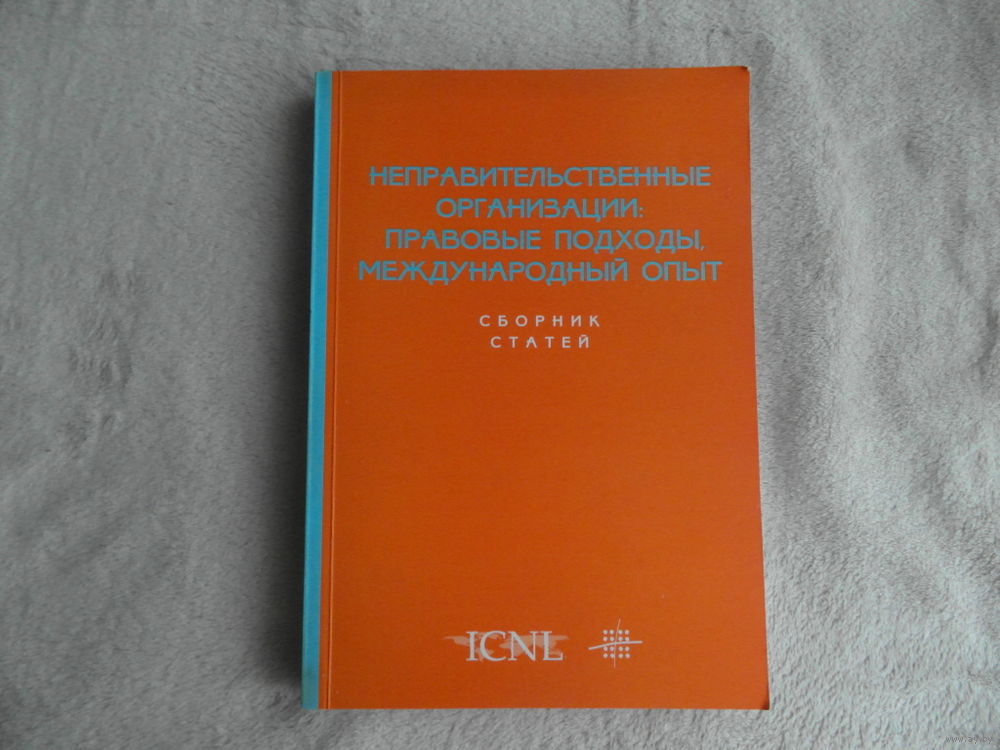 НЕПРАВИТЕЛЬСТВЕННЫЕ
ОРГАНИЗАЦИИ:
ПРАВОВЫЕ ПОДХОДЫ,
МЕЖДУНАРОДНЫЙ ОПЫТ
СБОРНИК
СТАТЕЙ
ICNL